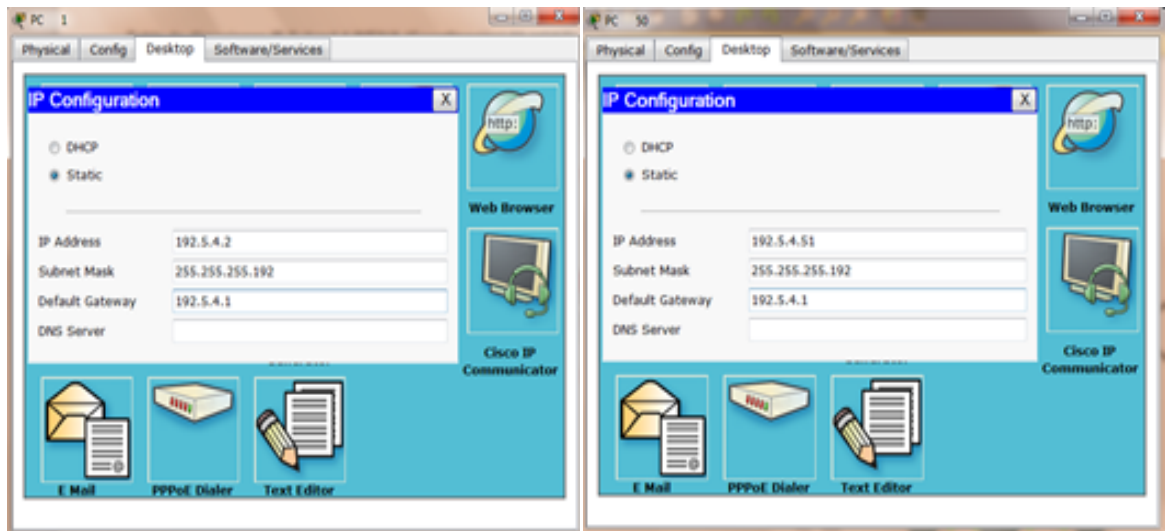 PC 1
Physical Config Desktop Software/Services
IP Configuration X
http:
DHCP
Static
Web Browser
IP Address 192.5.4.2
Subnet Mask 255.255.255.192
Default Gateway 192.5.4.1
DNS Server
Cisco IP
Communicator
E Mail PPPoE Dialer Text Editor
PC 50
Physical Config Desktop Software/Services
IP Configuration X
http:
DHCP
Static
Web Browser
IP Address 192.5.4.51
Subnet Mask 255.255.255.192
Default Gateway 192.5.4.1
DNS Server
Cisco IP
Communicator
E Mail PPPoE Dialer Text Editor